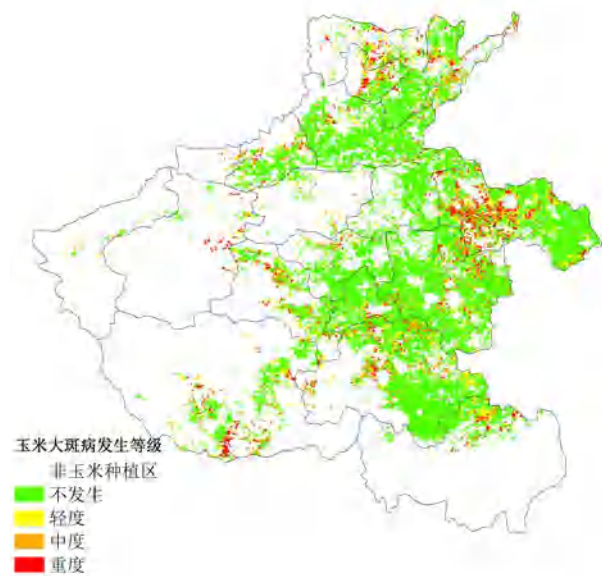 玉米大斑病发生等级
非玉米种植区
不发生
轻度
中度
重度